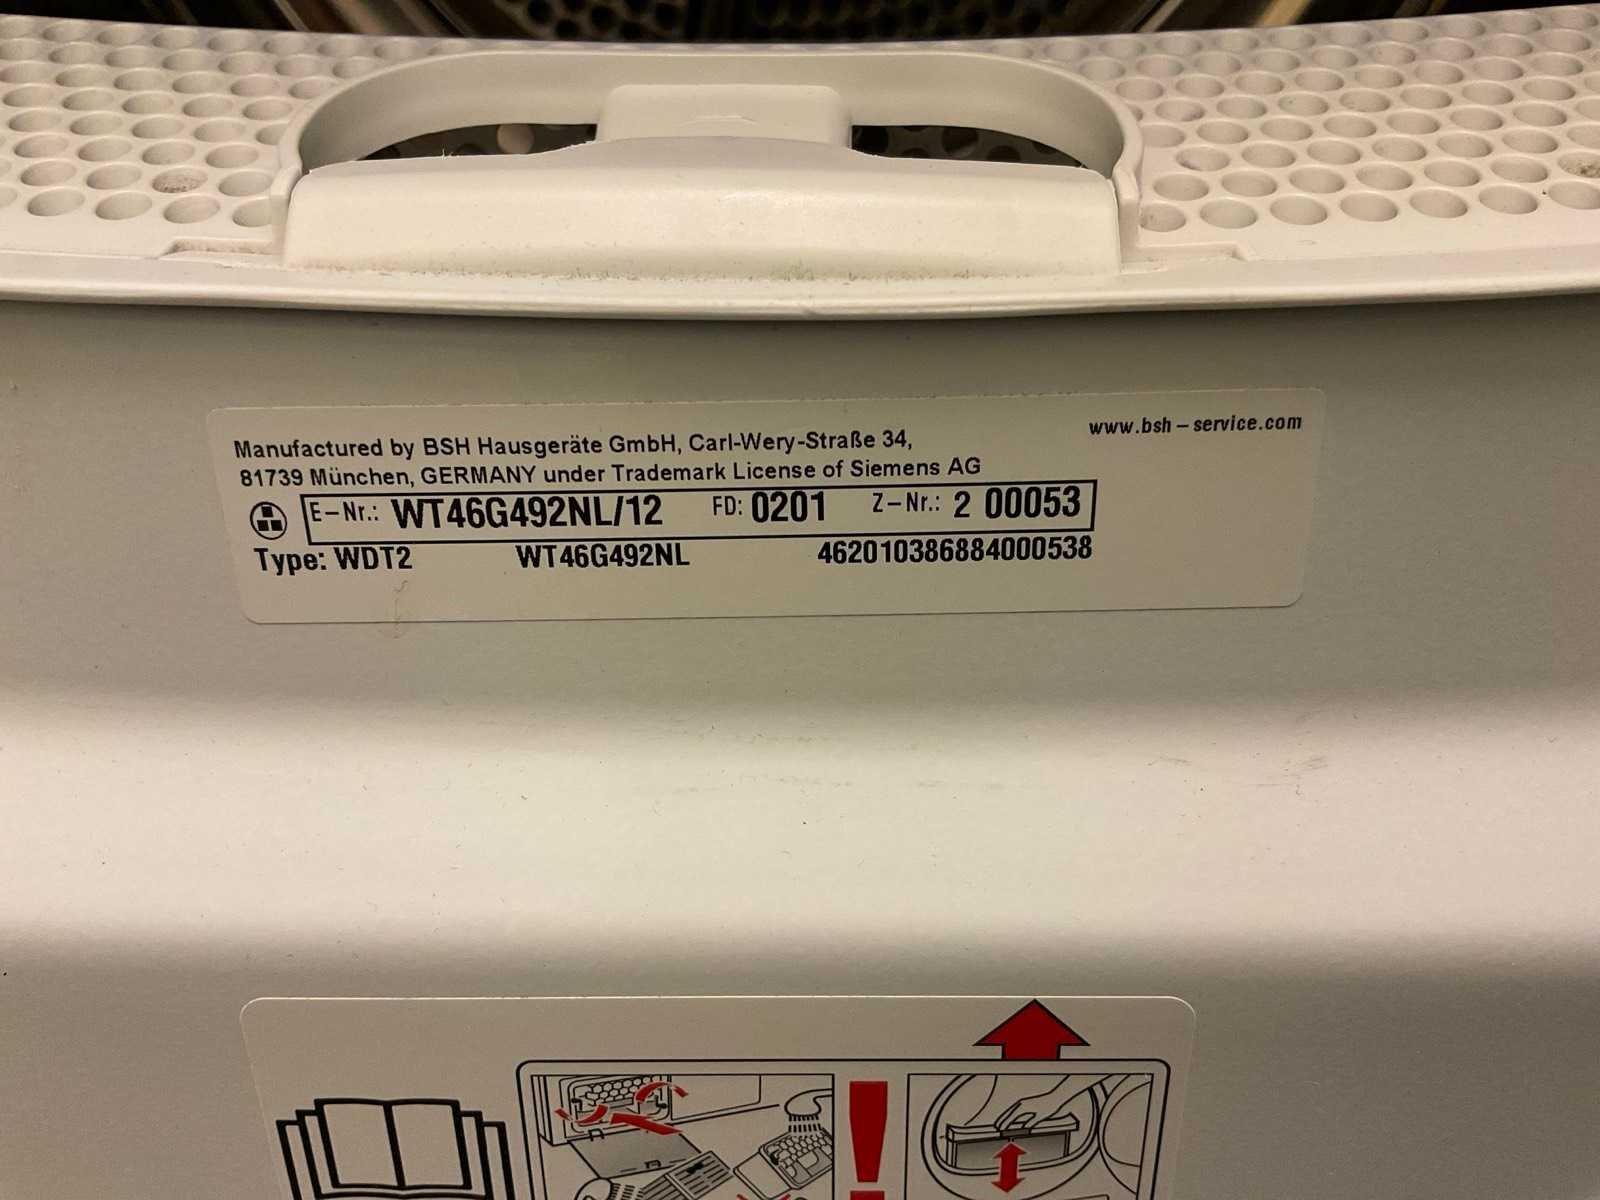 Manufactured by BSH Hausgeräte GmbH, Carl-Wery-Straße 34,
www.bsh-service.com
81739 München, GERMANY under Trademark License of Siemens AG
E-Nr.: WT46G492NL/12 FD: 0201 Z-Nr.: 2 00053
Type: WDT2 WT46G492NL 462010386884000538